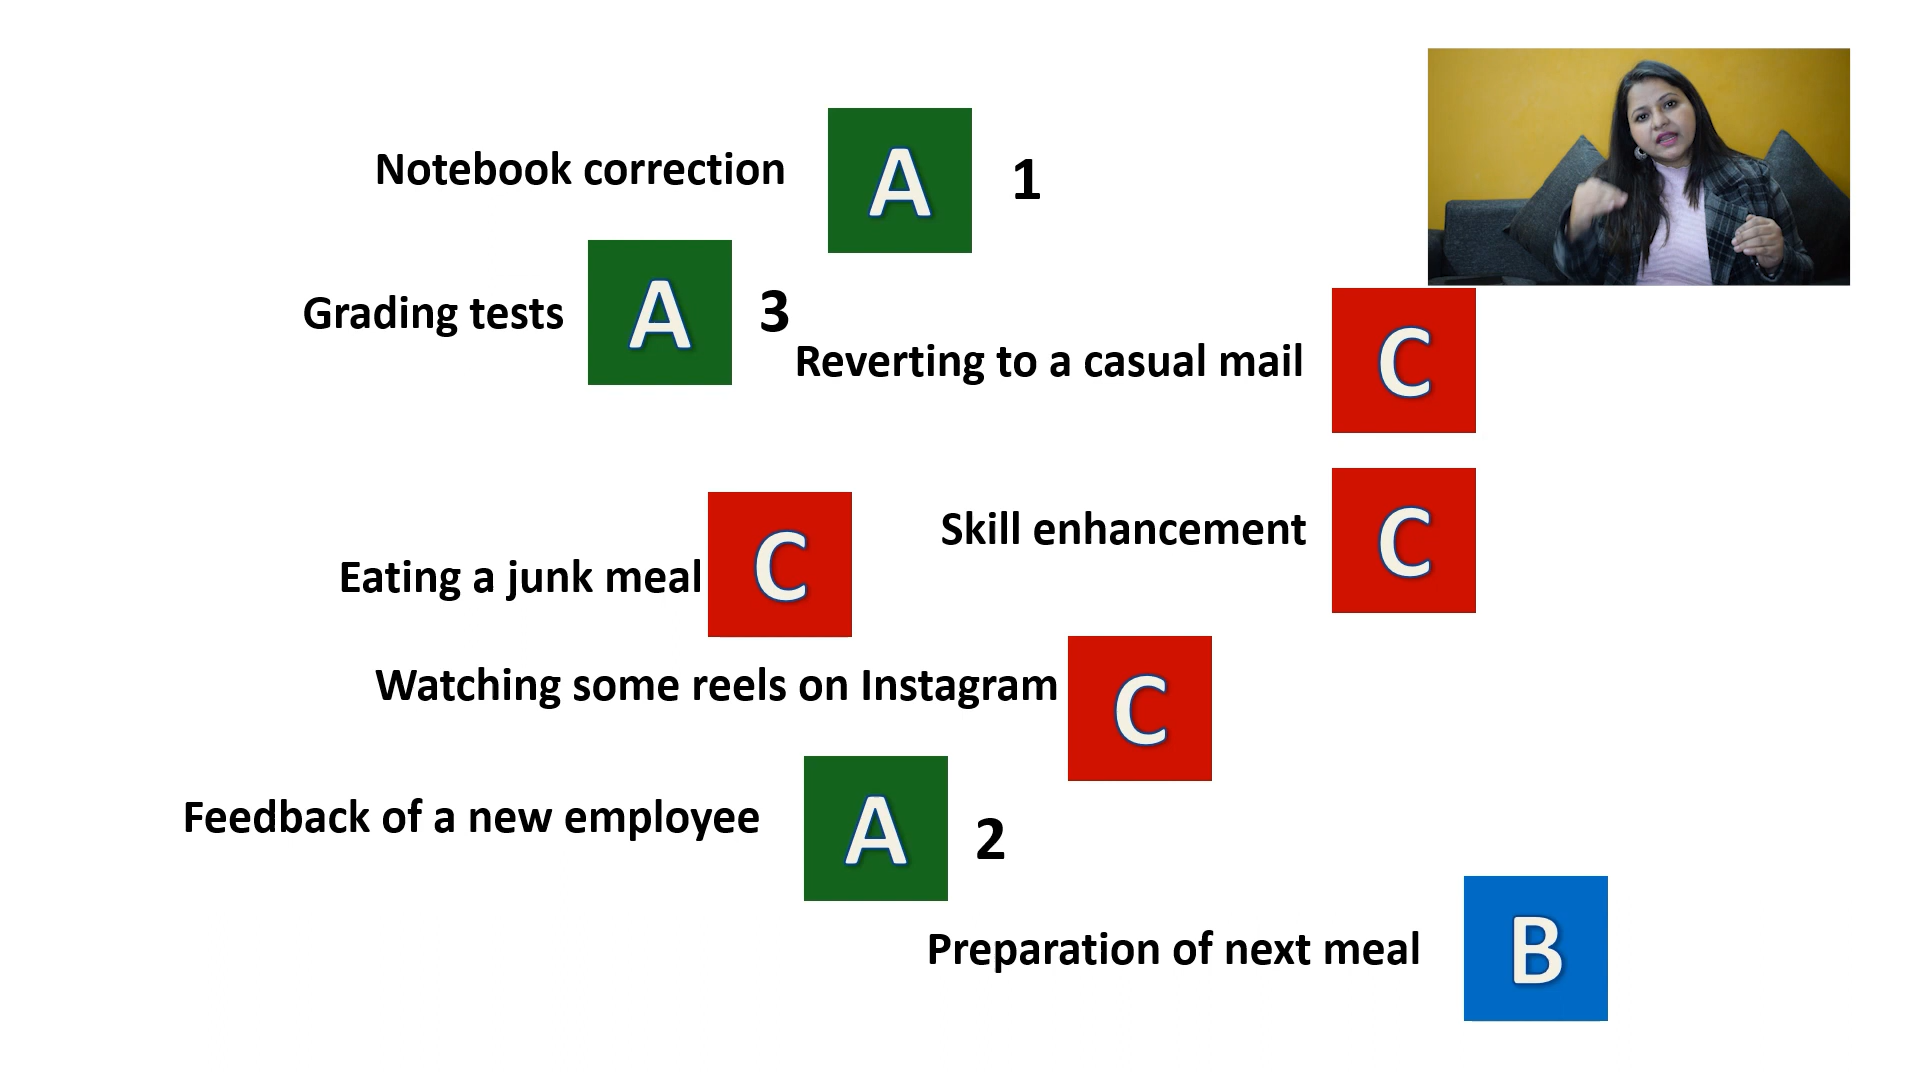 Notebook correction A 1
Grading tests A 3
Reverting to a casual mail C
Skill enhancement C
Eating a junk meal C
Watching some reels on Instagram C
Feedback of a new employee A 2
Preparation of next meal B